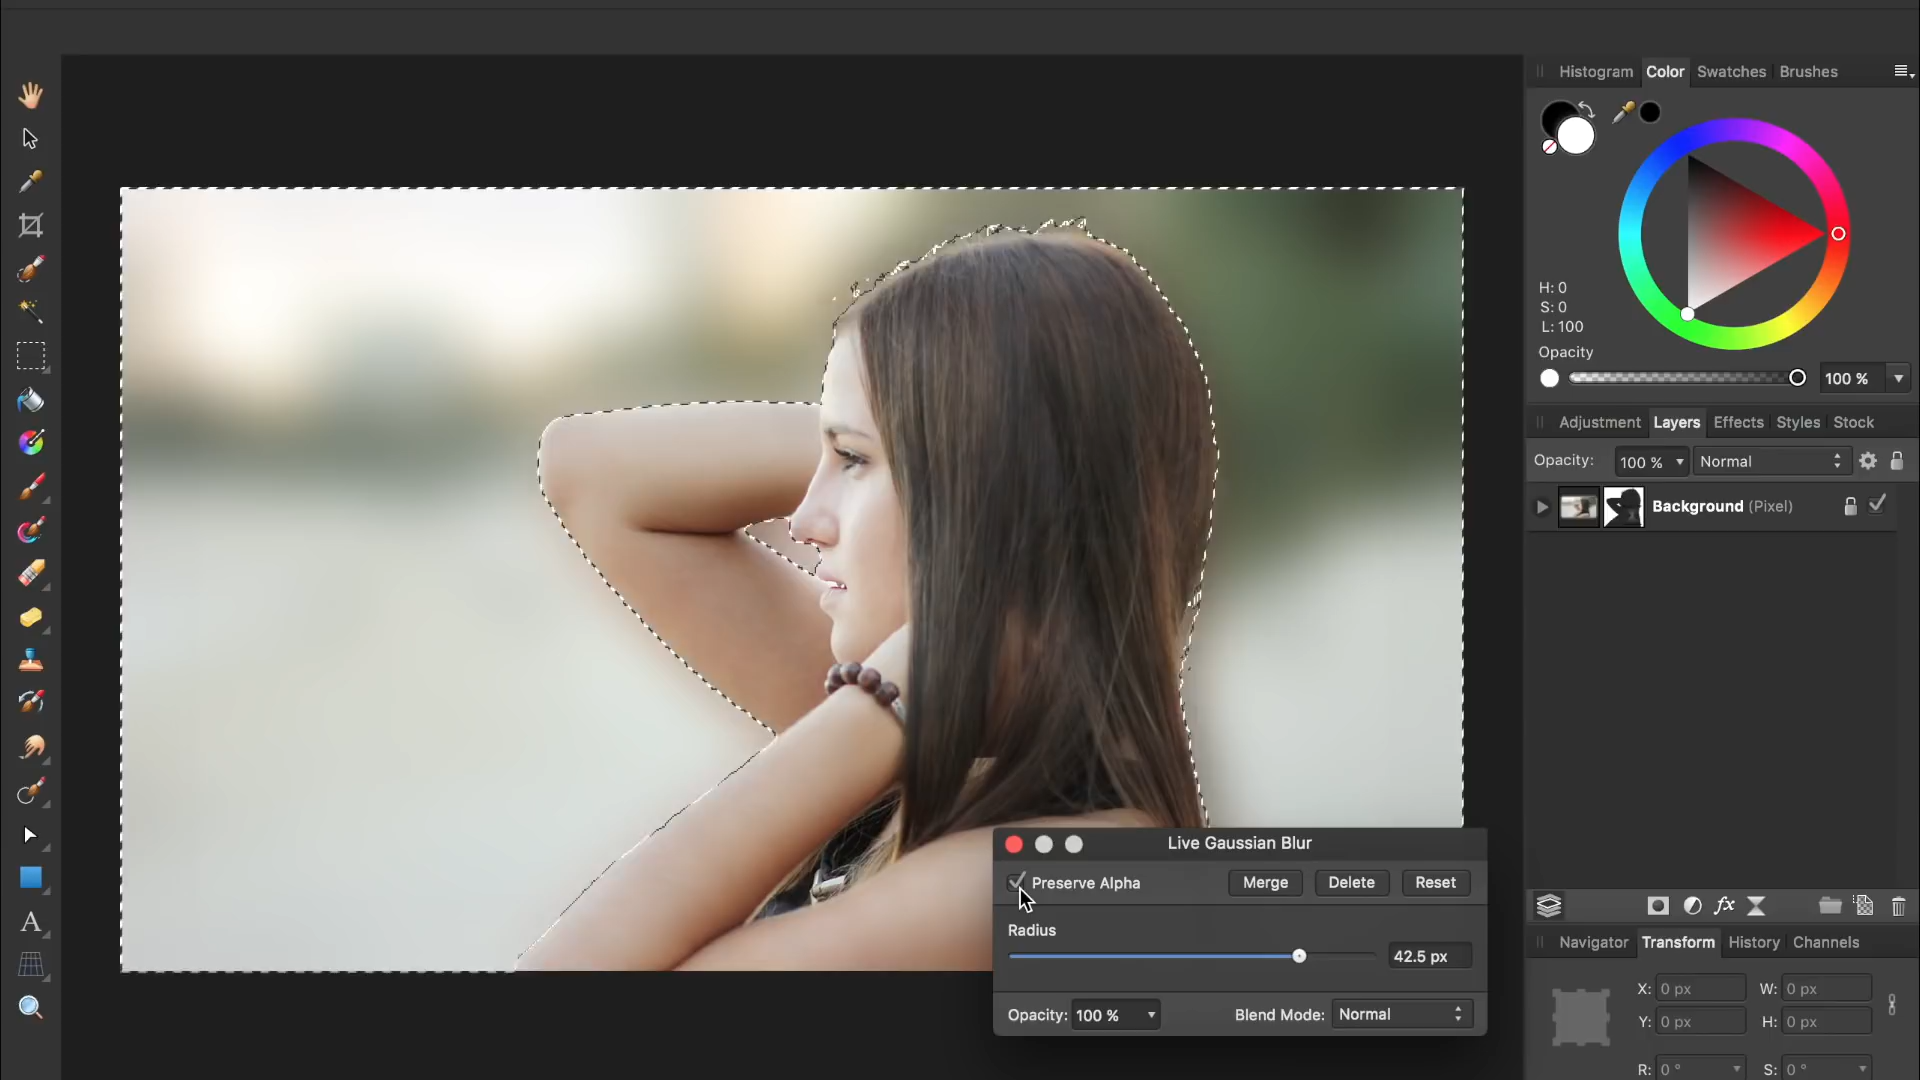 Histogram Color Swatches Brushes
H: 0
S: 0
L: 100
Opacity
100 %
Adjustment Layers Effects Styles Stock
Opacity: 100 % Normal
Background (Pixel)
fx
Navigator Transform History Channels
X: 0 px W: 0 px
Y: 0 px H: 0 px
R: 0 ° S: 0 °
A
Live Gaussian Blur
Preserve Alpha Merge Delete Reset
Radius
42.5 px
Opacity: 100 % Blend Mode: Normal